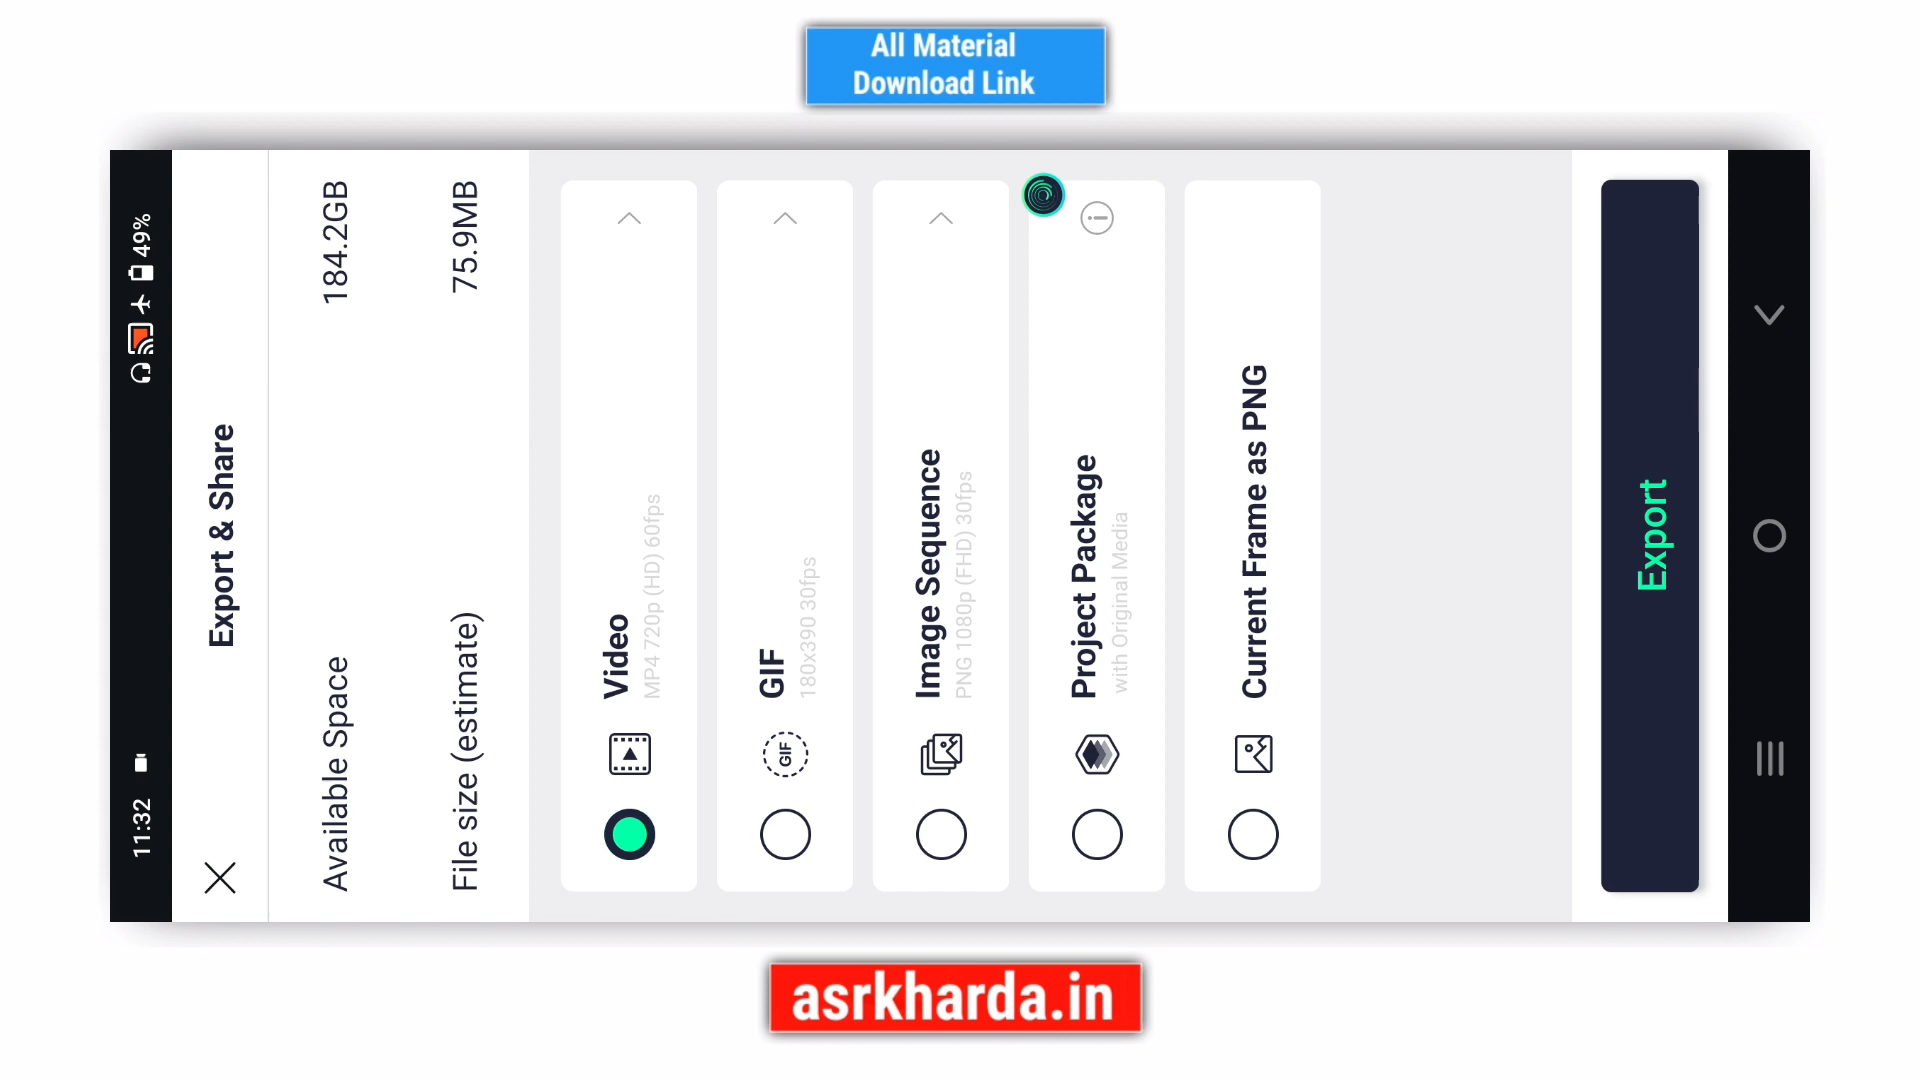 All Material
Download Link
11:32
49%
Export & Share
Available Space
184.2GB
File size (estimate)
75.9MB
Video
MP4 720p (HD) 60fps
GIF
GIF
180x390 30fps
Image Sequence
PNG 1080p (FHD) 30fps
Project Package
with Original Media
Current Frame as PNG
Export
asrkharda.in